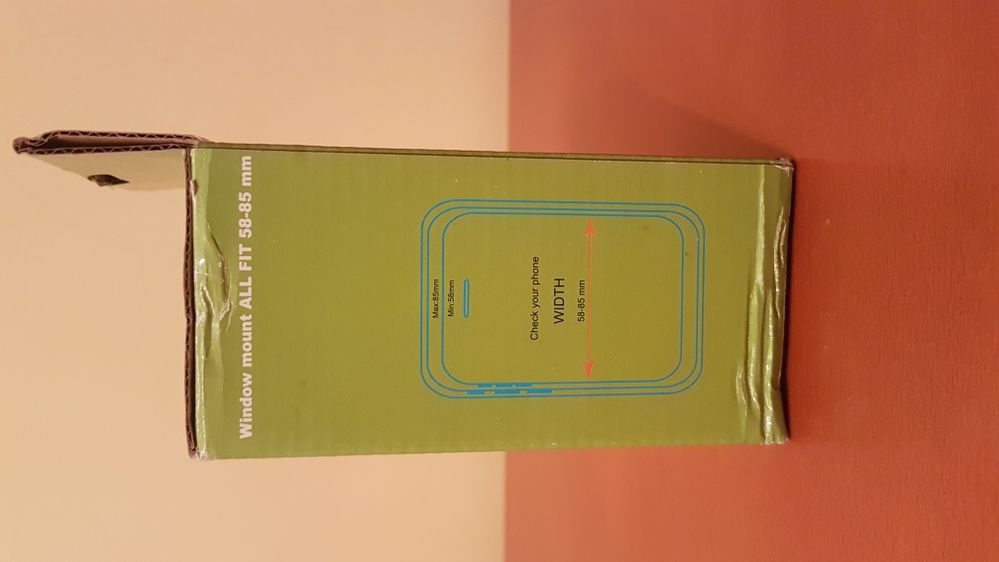 Window mount ALL FIT 58-85 mm
Max:85mm
Min:58mm
Check your phone
WIDTH
58-85 mm